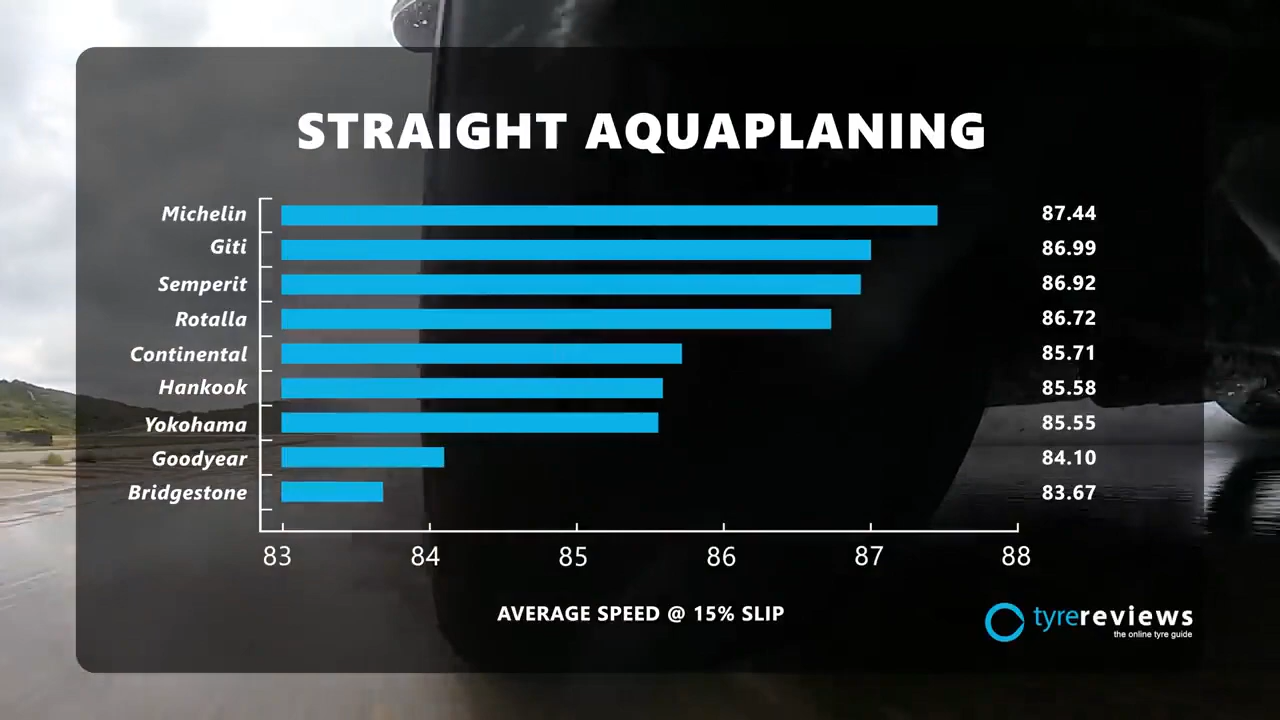 STRAIGHT AQUAPLANING
Michelin 87.44
Giti 86.99
Semperit 86.92
Rotalla 86.72
Continental 85.71
Hankook 85.58
Yokohama 85.55
Goodyear 84.10
Bridgestone 83.67
83 84 85 86 87 88
AVERAGE SPEED @ 15% SLIP
tyrereviews
the online tyre guide